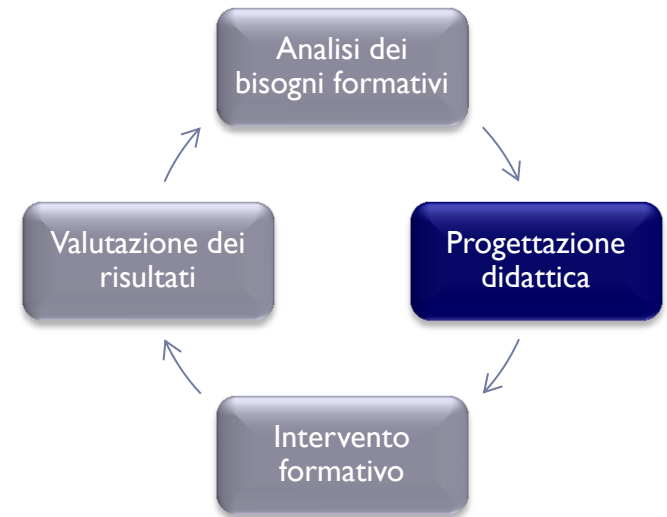 Analisi dei
bisogni formativi
Progettazione
didattica
Intervento
formativo
Valutazione dei
risultati